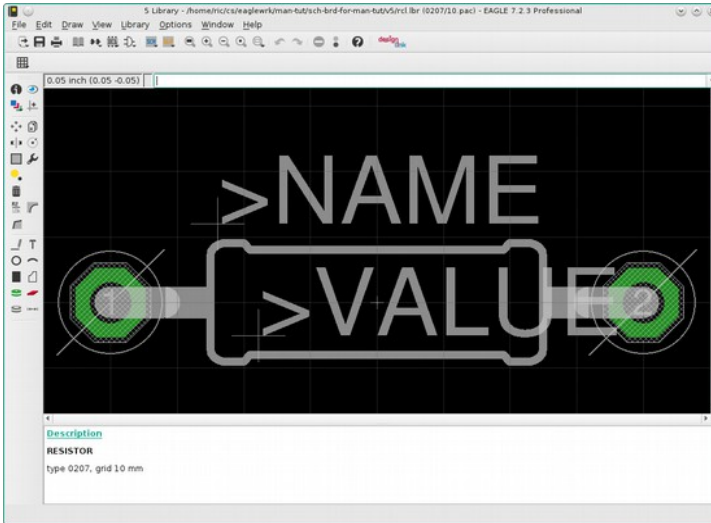 5 Library - /home/ric/cs/eaglewrk/man-tut/sch-brd-for-man-tut/v5/rcl.lbr (0207/10.pac) - EAGLE 7.2.3 Professional
File Edit Draw View Library Options Window Help
design
link
0.05 inch (0.05 -0.05)
>NAME
>VALUE
1
2
Description
RESISTOR
type 0207, grid 10 mm